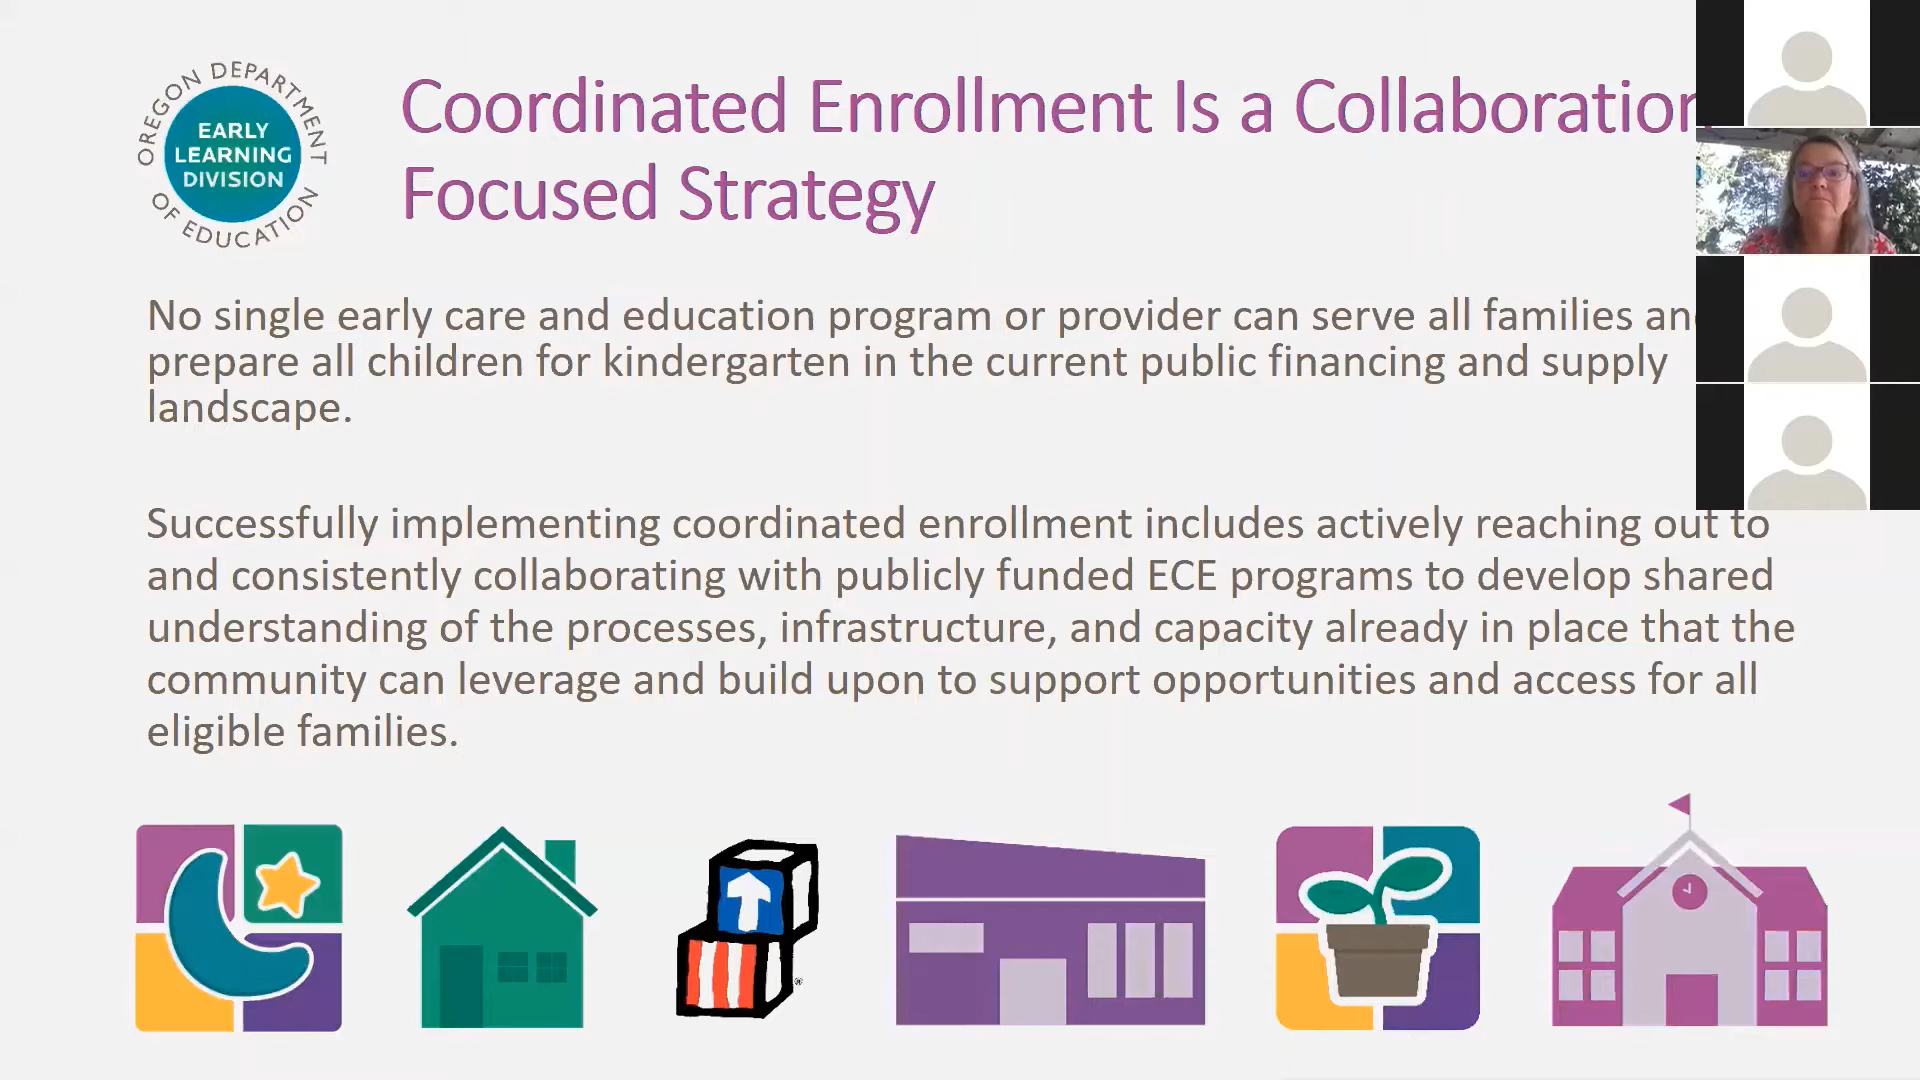 OREGON DEPARTMENT
OF EDUCATION
EARLY
LEARNING
DIVISION
Coordinated Enrollment Is a Collaboration
Focused Strategy
No single early care and education program or provider can serve all families and
prepare all children for kindergarten in the current public financing and supply
landscape.
Successfully implementing coordinated enrollment includes actively reaching out to
and consistently collaborating with publicly funded ECE programs to develop shared
understanding of the processes, infrastructure, and capacity already in place that the
community can leverage and build upon to support opportunities and access for all
eligible families.
®